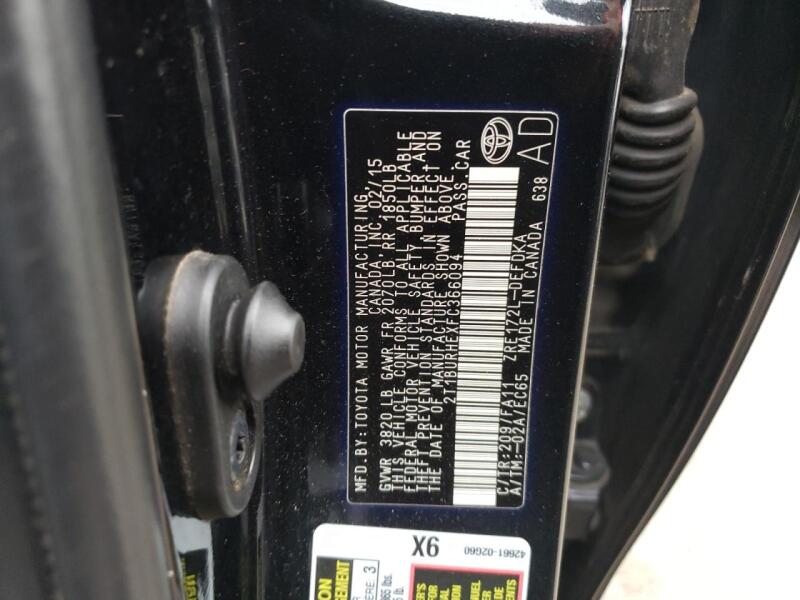 MFD.BY:TOYOTA MOTOR MANUFACTURING,
CANADA, INC. 02/15
GVWR 3820 LB GAWR FR 2070LB RR 1850LB
THIS VEHICLE CONFORMS TO ALL APPLICABLE
FEDERAL MOTOR VEHICLE SAFETY, BUMPER AND
THEFT PREVENTION STANDARDS IN EFFECT ON
THE DATE OF MANUFACTURE SHOWN ABOVE.
2T1BURHEXFC366094 PASS.CAR
C/TR:209/FA11 ZRE172L-DEFDKA
A/TM:-02A/EC65 MADE IN CANADA 638
AD
9X
42661-02G60